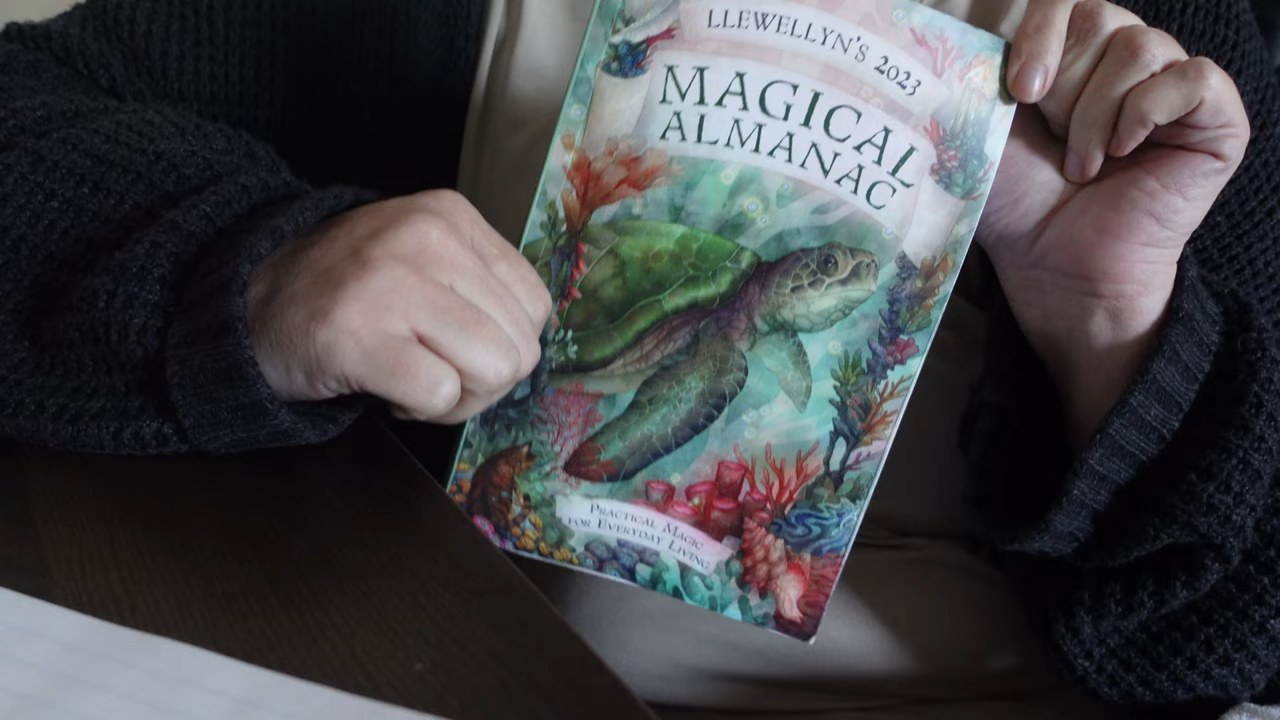 LLEWELLYN'S 2023
MAGICAL
ALMANAC
PRACTICAL MAGIC
FOR EVERYDAY LIVING